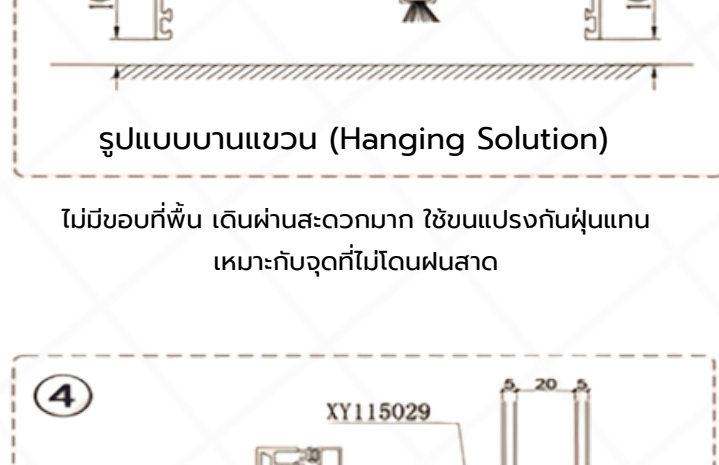 รูปแบบบานแขวน (Hanging Solution)
ไม่มีขอบที่พื้น เดินผ่านสะดวกมาก ใช้ขนแปรงกันฝุ่นแทน
เหมาะกับจุดที่ไม่โดนฝนสาด
4
5 20 5
XY115029